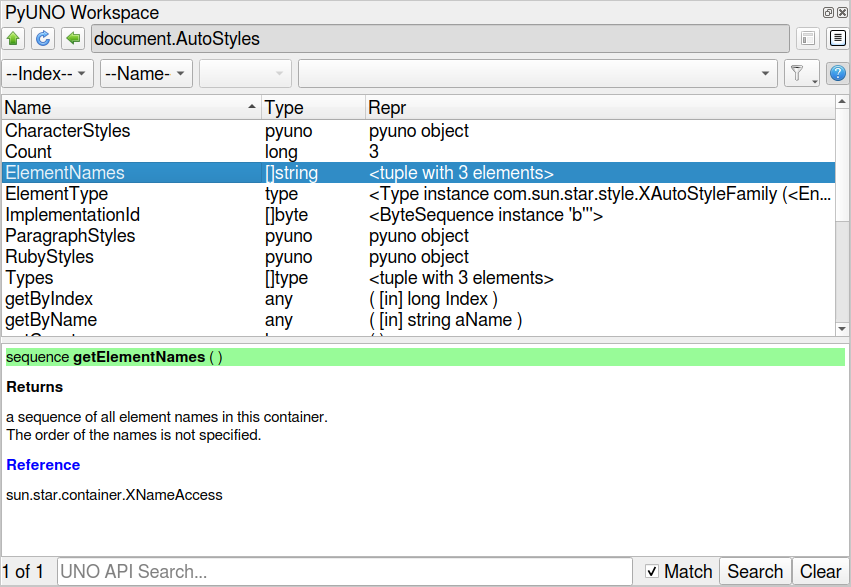 PyUNO Workspace
document.AutoStyles
--Index-- --Name-
Name Type Repr
CharacterStyles pyuno pyuno object
Count long 3
ElementNames []string <tuple with 3 elements>
ElementType type <Type instance com.sun.star.style.XAutoStyleFamily (<En...
ImplementationId []byte <ByteSequence instance 'b'''>
ParagraphStyles pyuno pyuno object
RubyStyles pyuno pyuno object
Types []type <tuple with 3 elements>
getByIndex any ( [in] long Index )
getByName any ( [in] string aName )
sequence getElementNames ( )
Returns
a sequence of all element names in this container.
The order of the names is not specified.
Reference
sun.star.container.XNameAccess
1 of 1 UNO API Search... Match Search Clear